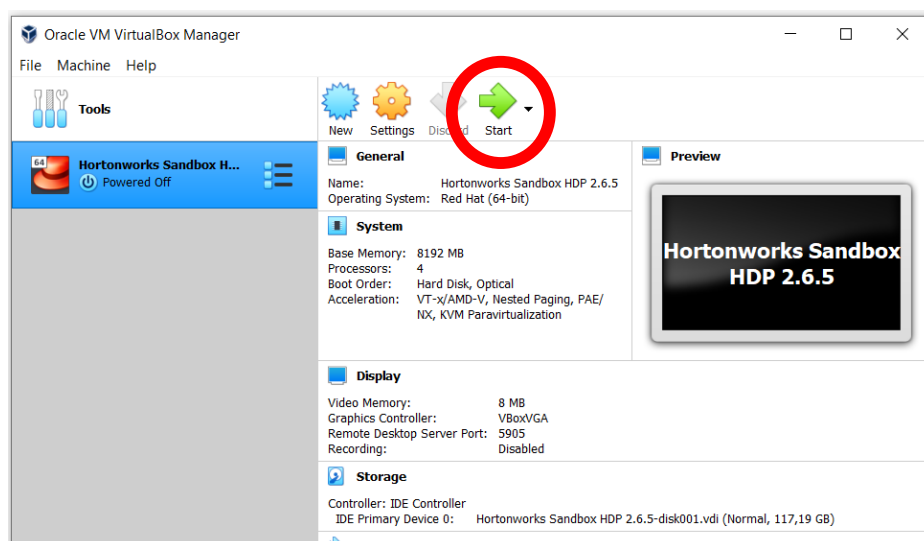 Oracle VM VirtualBox Manager
File Machine Help
Tools
New Settings Discard Start
64
Hortonworks Sandbox H...
Powered Off
General
Name: Hortonworks Sandbox HDP 2.6.5
Operating System: Red Hat (64-bit)
System
Base Memory: 8192 MB
Processors: 4
Boot Order: Hard Disk, Optical
Acceleration: VT-x/AMD-V, Nested Paging, PAE/
NX, KVM Paravirtualization
Preview
Hortonworks Sandbox
HDP 2.6.5
Display
Video Memory: 8 MB
Graphics Controller: VBoxVGA
Remote Desktop Server Port: 5905
Recording: Disabled
Storage
Controller: IDE Controller
IDE Primary Device 0: Hortonworks Sandbox HDP 2.6.5-disk001.vdi (Normal, 117,19 GB)